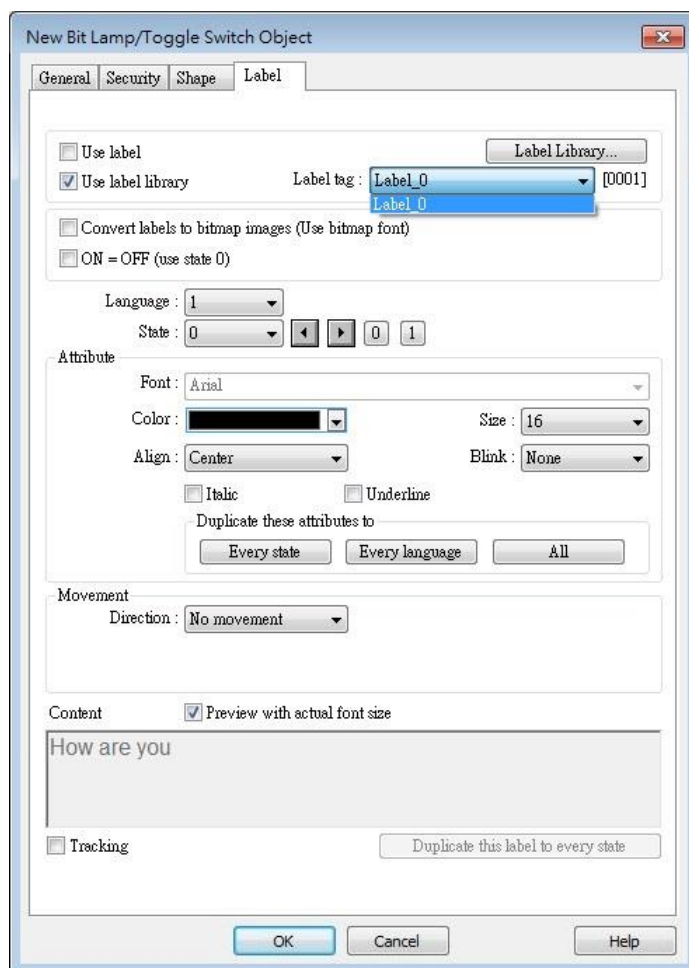 New Bit Lamp/Toggle Switch Object
General Security Shape Label
Use label Label Library...
Use label library Label tag : Label_0 [0001]
Label_0
Convert labels to bitmap images (Use bitmap font)
ON = OFF (use state 0)
Language : 1
State : 0 0 1
Attribute
Font : Arial
Color : Size : 16
Align : Center Blink : None
Italic Underline
Duplicate these attributes to
Every state Every language All
Movement
Direction : No movement
Content Preview with actual font size
How are you
Tracking Duplicate this label to every state
OK Cancel Help